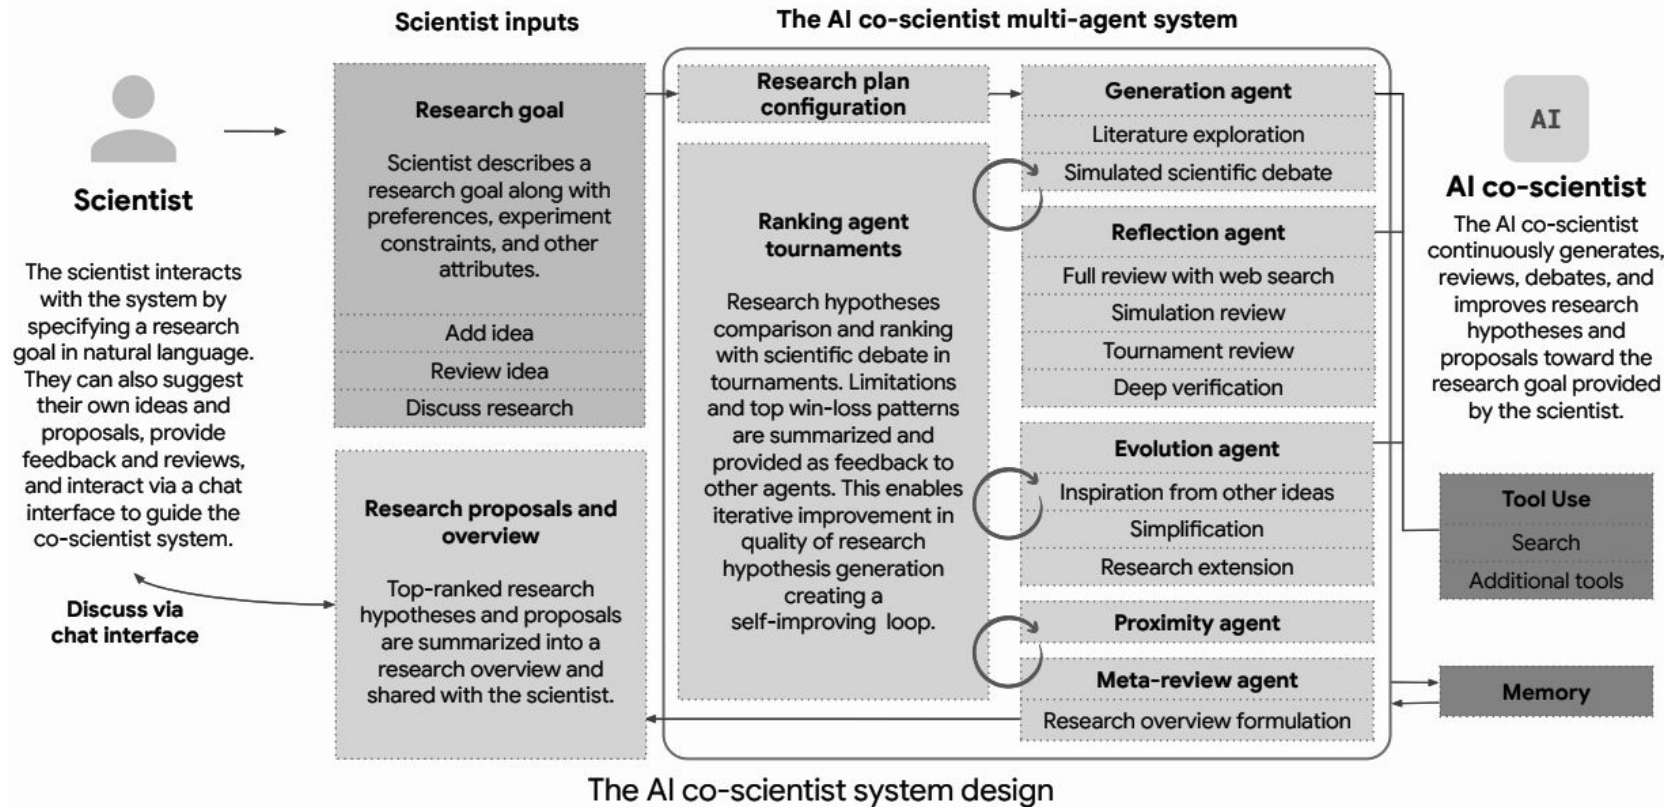 Scientist inputs
The AI co-scientist multi-agent system
Scientist
The scientist interacts
with the system by
specifying a research
goal in natural language.
They can also suggest
their own ideas and
proposals, provide
feedback and reviews,
and interact via a chat
interface to guide the
co-scientist system.
Discuss via
chat interface
Research goal
Scientist describes a
research goal along with
preferences, experiment
constraints, and other
attributes.
Add idea
Review idea
Discuss research
Research proposals and
overview
Top-ranked research
hypotheses and proposals
are summarized into a
research overview and
shared with the scientist.
Research plan
configuration
Ranking agent
tournaments
Research hypotheses
comparison and ranking
with scientific debate in
tournaments. Limitations
and top win-loss patterns
are summarized and
provided as feedback to
other agents. This enables
iterative improvement in
quality of research
hypothesis generation
creating a
self-improving loop.
Generation agent
Literature exploration
Simulated scientific debate
Reflection agent
Full review with web search
Simulation review
Tournament review
Deep verification
Evolution agent
Inspiration from other ideas
Simplification
Research extension
Proximity agent
Meta-review agent
Research overview formulation
AI
AI co-scientist
The AI co-scientist
continuously generates,
reviews, debates, and
improves research
hypotheses and
proposals toward the
research goal provided
by the scientist.
Tool Use
Search
Additional tools
Memory
The AI co-scientist system design